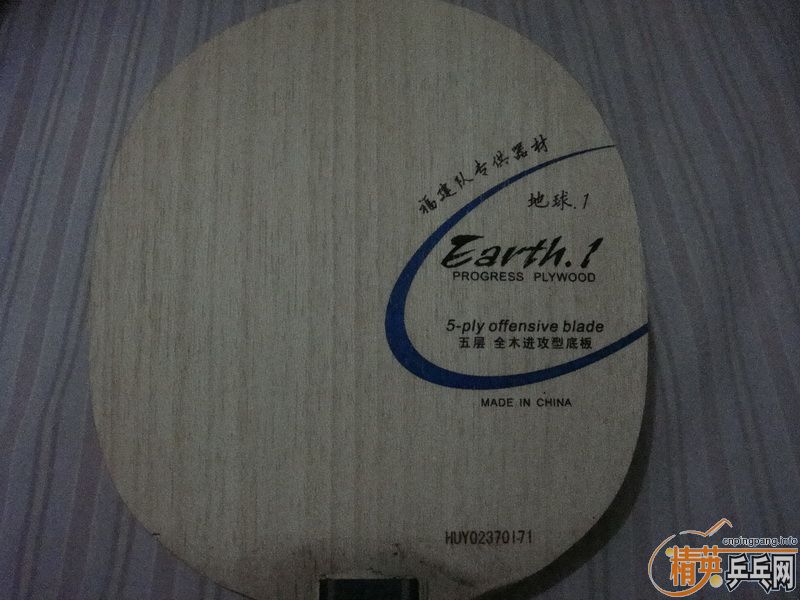 福建队专供器材
地球.1
Earth.1
PROGRESS PLYWOOD
5-ply offensive blade
五层 全木进攻型底板
MADE IN CHINA
HUY02370171
cnpingpang.info
精英乒乓网